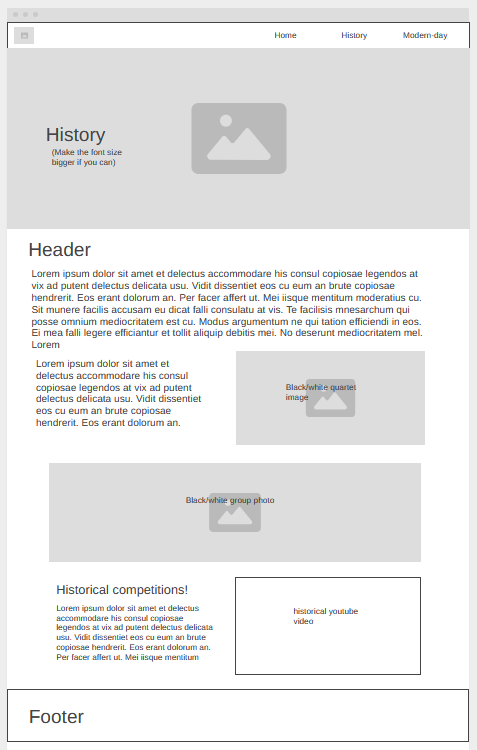 Home History Modern-day
History
(Make the font size
bigger if you can)
Header
Lorem ipsum dolor sit amet et delectus accommodare his consul copiosae legendos at
vix ad putent delectus delicata usu. Vidit dissentiet eos cu eum an brute copiosae
hendrerit. Eos erant dolorum an. Per facer affert ut. Mei iisque mentitum moderatius cu.
Sit munere facilis accusam eu dicat falli consulatu at vis. Te facilisis mnesarchum qui
posse omnium mediocritatem est cu. Modus argumentum ne qui tation efficiendi in eos.
Ei mea falli legere efficiantur et tollit aliquip debitis mei. No deserunt mediocritatem mel.
Lorem
Lorem ipsum dolor sit amet et
delectus accommodare his consul
copiosae legendos at vix ad putent
delectus delicata usu. Vidit dissentiet
eos cu eum an brute copiosae
hendrerit. Eos erant dolorum an.
Black/white quartet
image
Black/white group photo
Historical competitions!
Lorem ipsum dolor sit amet et delectus
accommodare his consul copiosae
legendos at vix ad putent delectus delicata
usu. Vidit dissentiet eos cu eum an brute
copiosae hendrerit. Eos erant dolorum an.
Per facer affert ut. Mei iisque mentitum
historical youtube
video
Footer